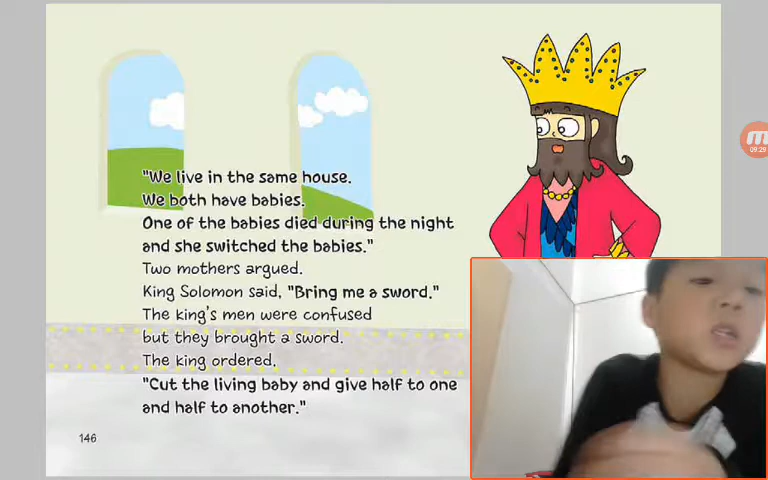 "We live in the same house.
We both have babies.
One of the babies died during the night
and she switched the babies."
Two mothers argued.
King Solomon said, "Bring me a sword."
The king's men were confused
but they brought a sword.
The king ordered.
"Cut the living baby and give half to one
and half to another."
146
09:29